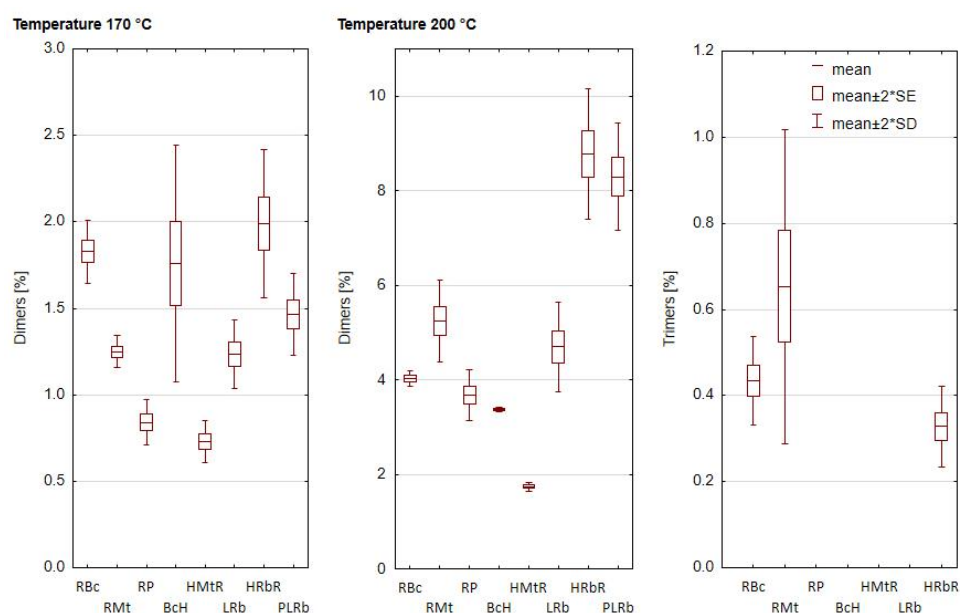 Temperature 170 °C
Dimers [%]
3.0
2.5
2.0
1.5
1.0
0.5
0.0
RBc RP HMtR HRbR
RMt BcH LRb PLRb
Temperature 200 °C
Dimers [%]
10
8
6
4
2
0
RBc RP HMtR HRbR
RMt BcH LRb PLRb
Trimers [%]
1.2
1.0
0.8
0.6
0.4
0.2
0.0
mean
mean±2*SE
mean±2*SD
RBc RP HMtR HRbR
RMt BcH LRb PLRb